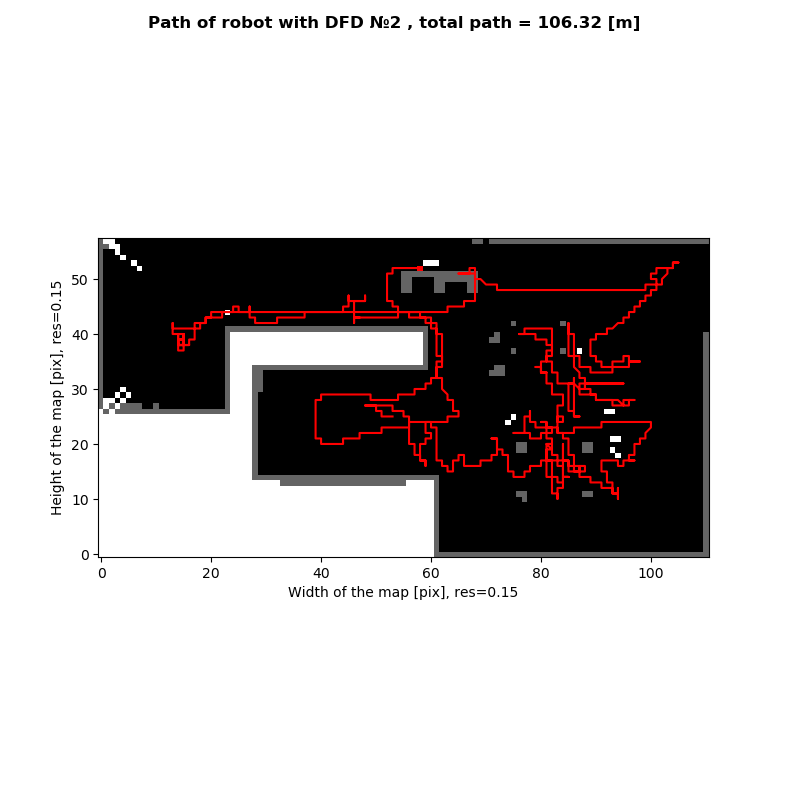 Path of robot with DFD №2 , total path = 106.32 [m]
50
40
30
20
10
0
Height of the map [pix], res=0.15
0 20 40 60 80 100
Width of the map [pix], res=0.15